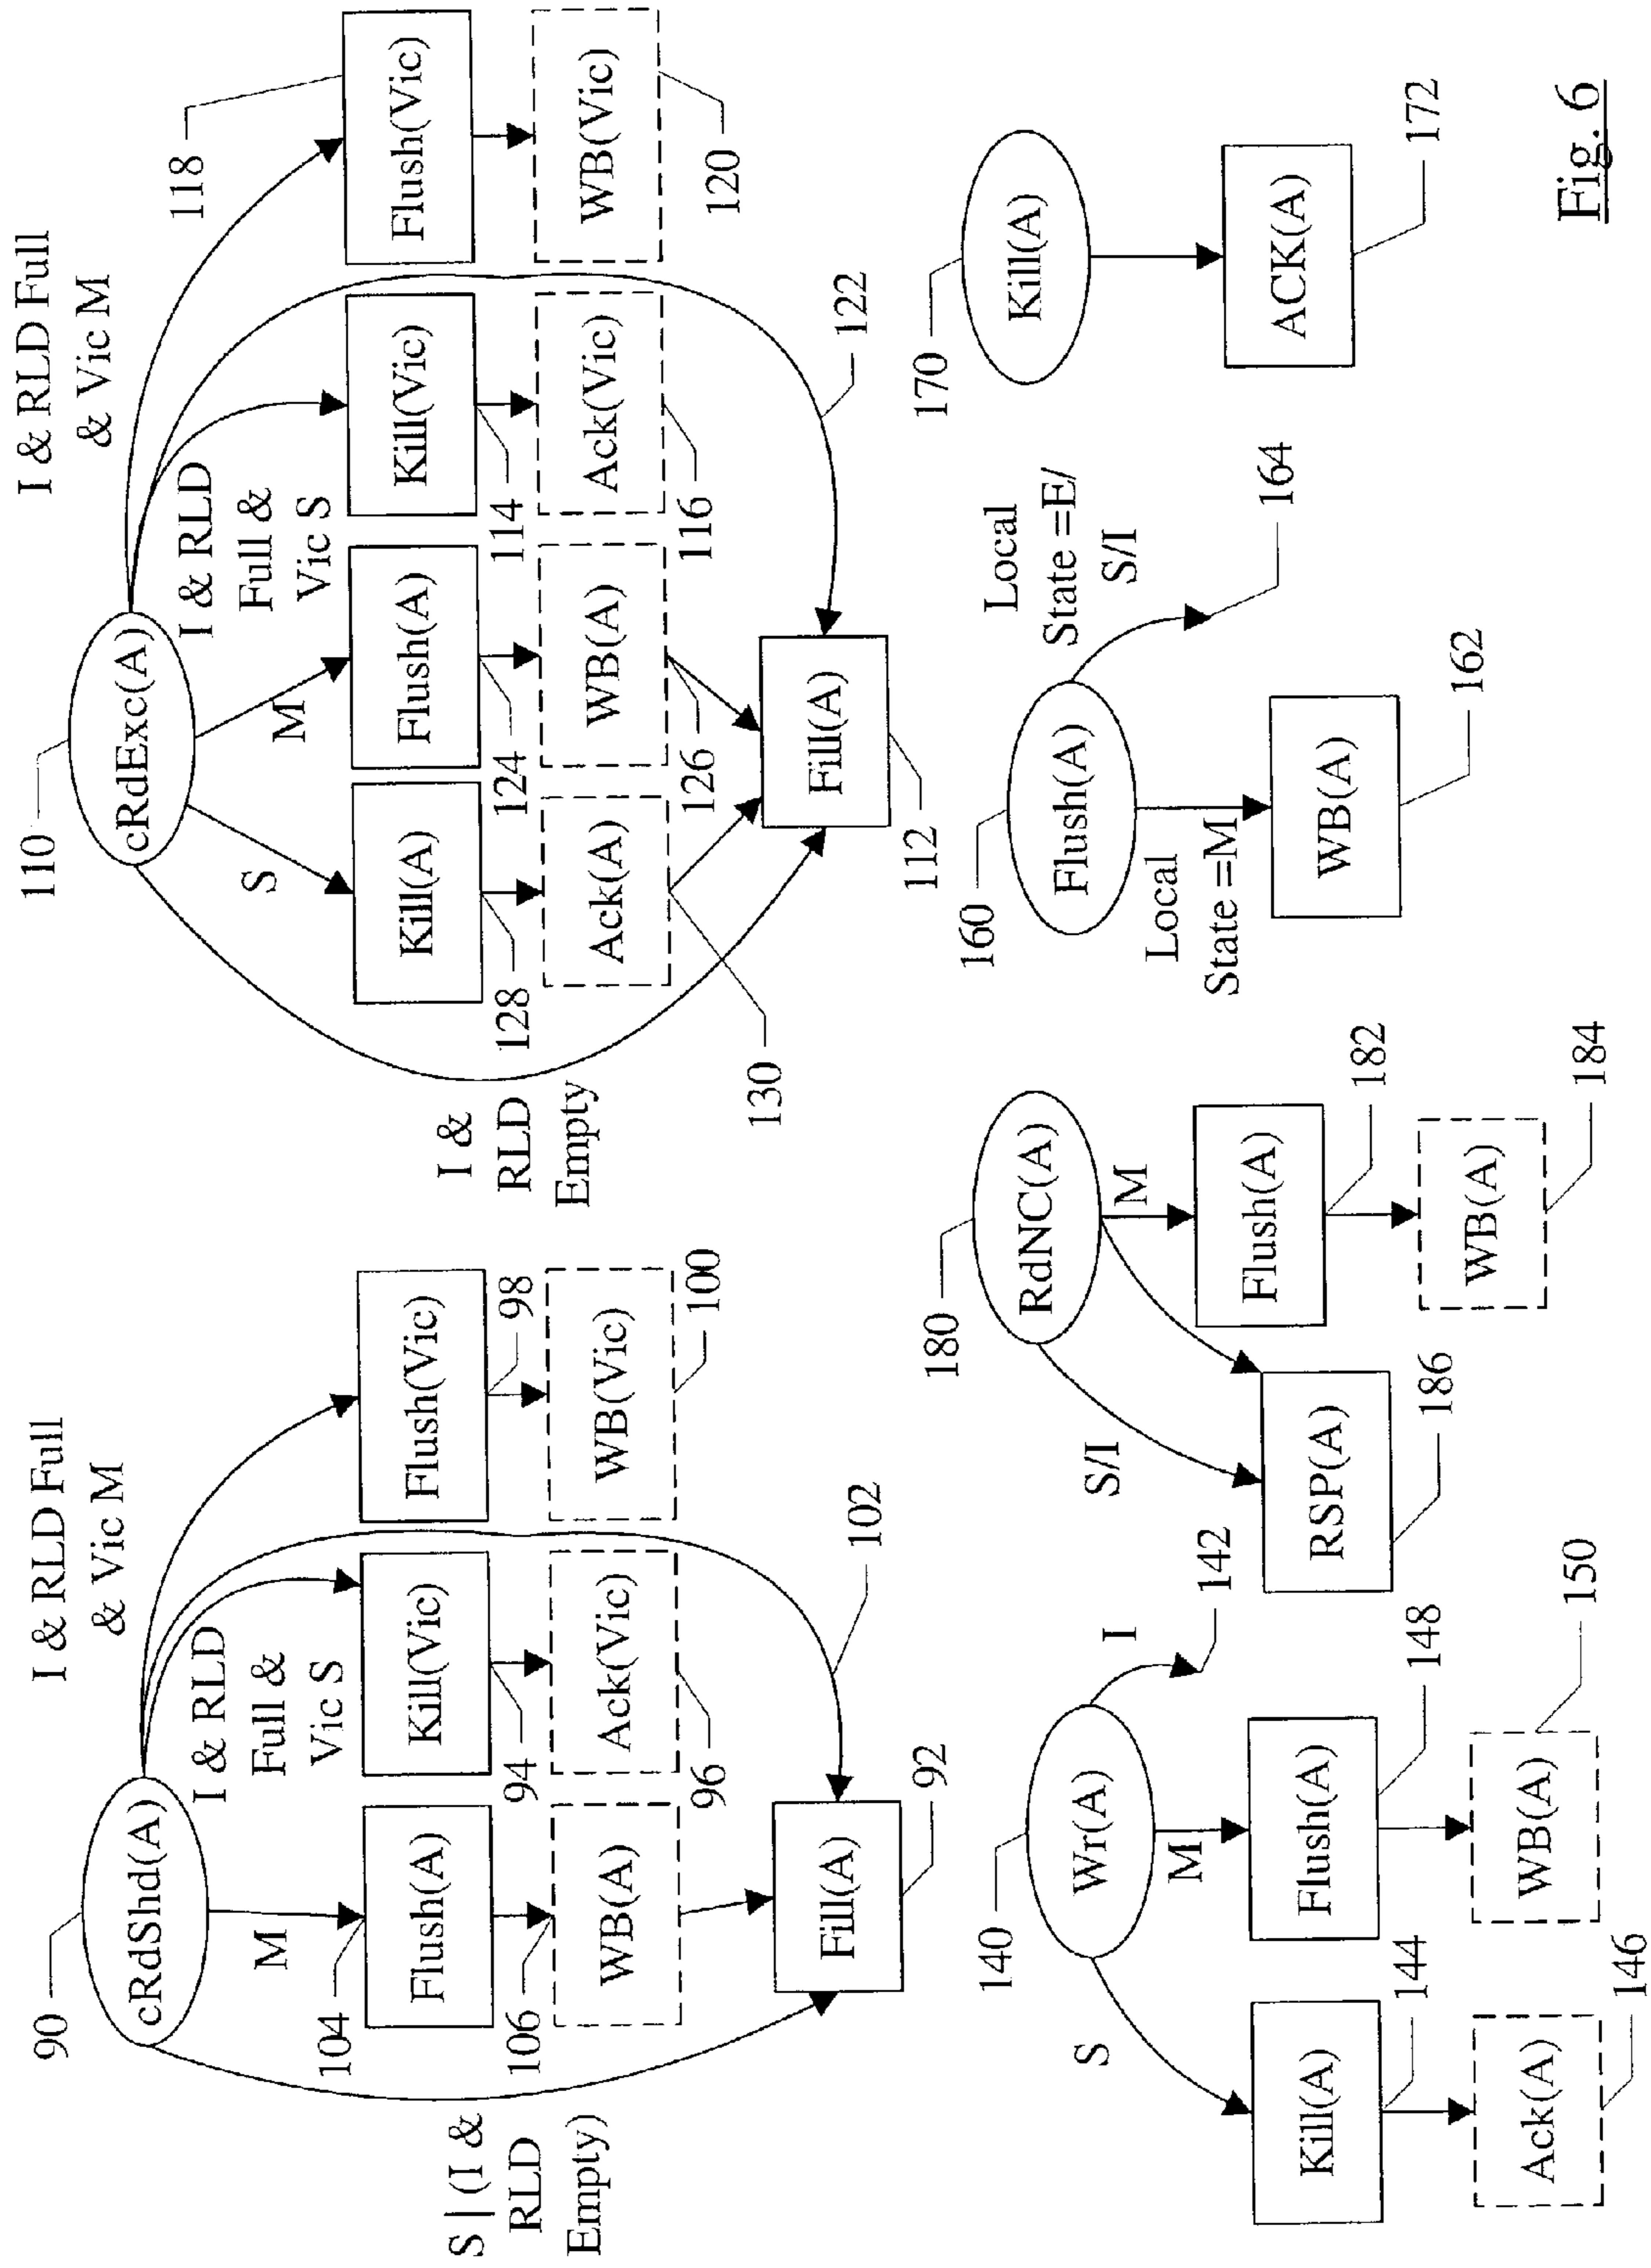 90
cRdShd(A)
I & RLD Full
& Vic M
M
I & RLD
Full &
Vic S
104
Flush(A)
Kill(Vic)
Flush(Vic)
106
94
98
WB(A)
Ack(Vic)
WB(Vic)
96
100
S | (I &
RLD
Empty)
Fill(A)
92
102
110
cRdExc(A)
I & RLD Full
& Vic M
118
S
M
I & RLD
Full &
Vic S
Kill(A)
Flush(A)
Kill(Vic)
Flush(Vic)
128
124
114
Ack(A)
WB(A)
Ack(Vic)
WB(Vic)
I &
RLD
Empty
130
126
116
120
Fill(A)
112
122
140
Wr(A)
I
142
S
M
Kill(A)
Flush(A)
144
148
Ack(A)
WB(A)
146
150
180
RdNC(A)
S/I
M
RSP(A)
Flush(A)
186
182
WB(A)
184
160
Flush(A)
Local
State =E/
S/I
164
Local
State =M
WB(A)
162
170
Kill(A)
ACK(A)
172
Fig. 6